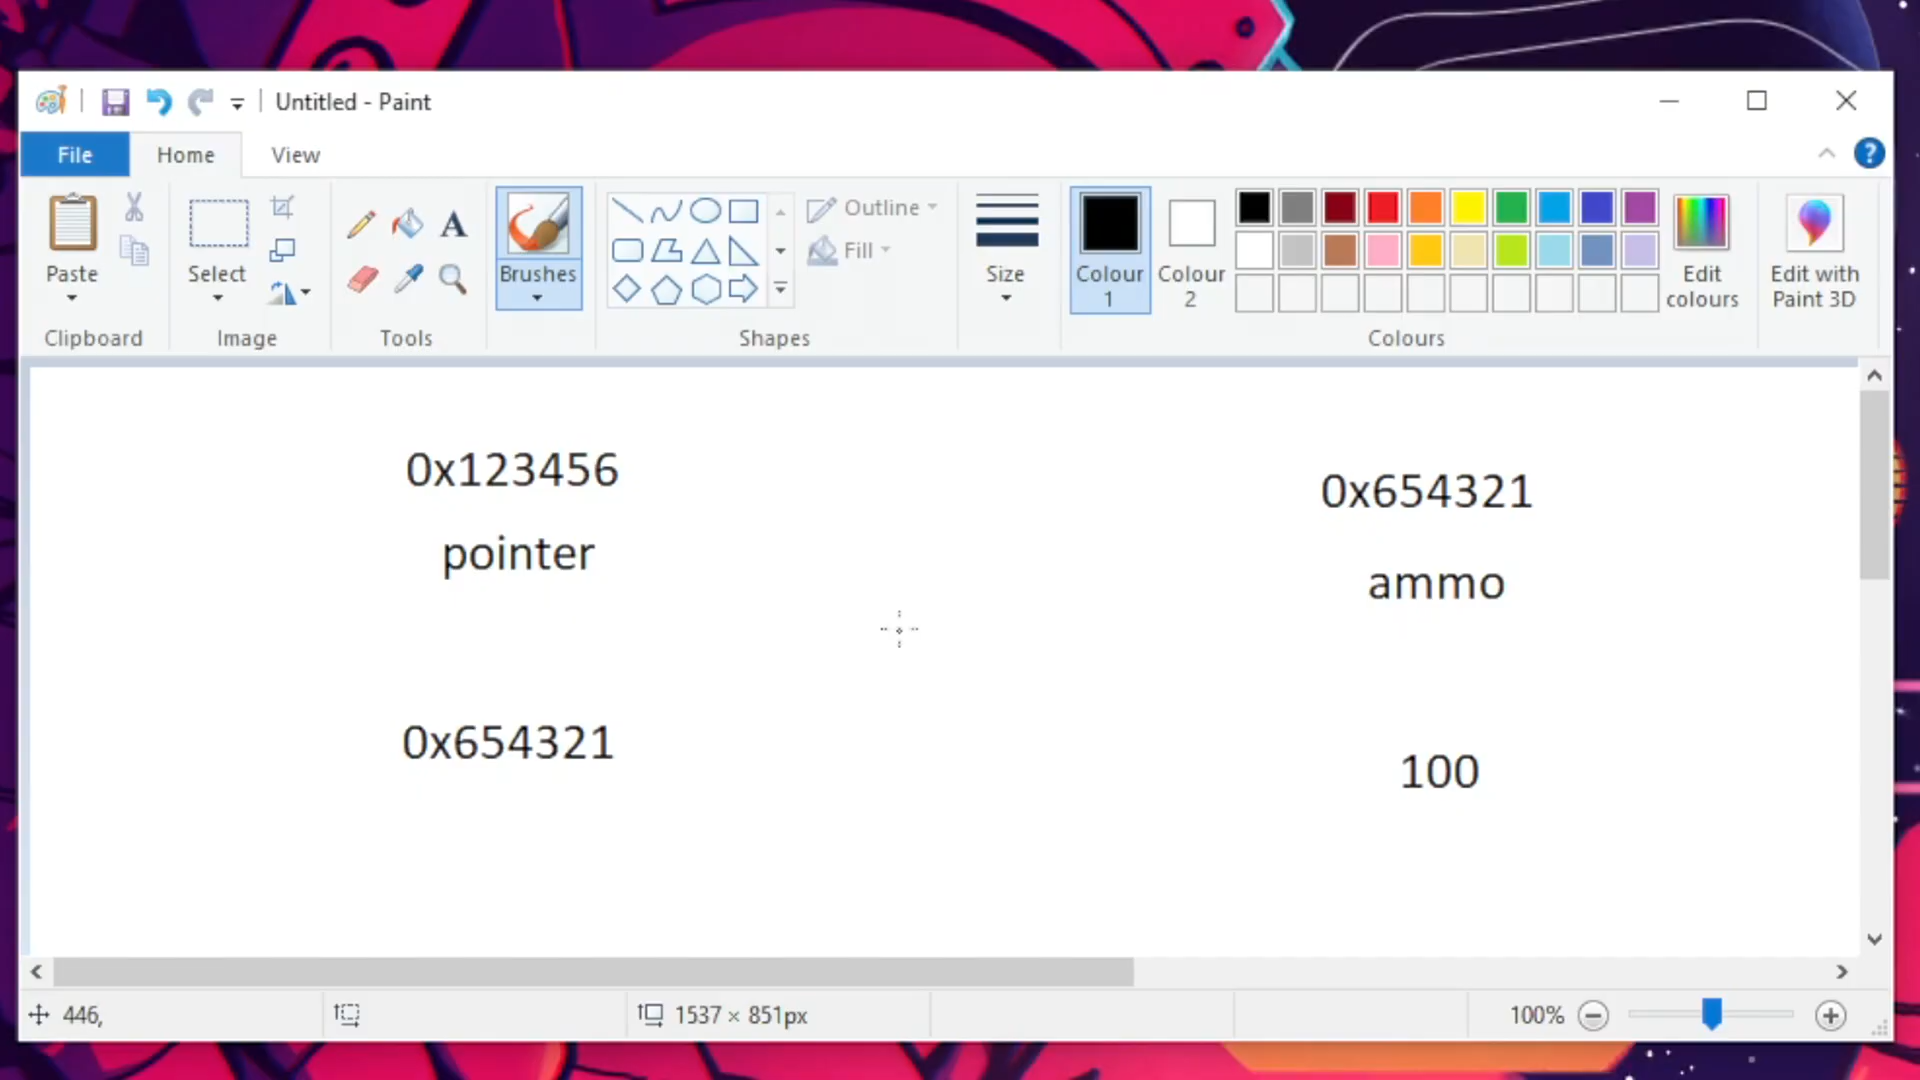 Untitled - Paint
File Home View
Paste
Select
Brushes
Outline
Fill
Size
Colour 1
Colour 2
Edit colours
Edit with Paint 3D
Clipboard
Image
Tools
Shapes
Colours
0x123456
0x654321
pointer
ammo
0x654321
100
446,
1537 × 851px
100%